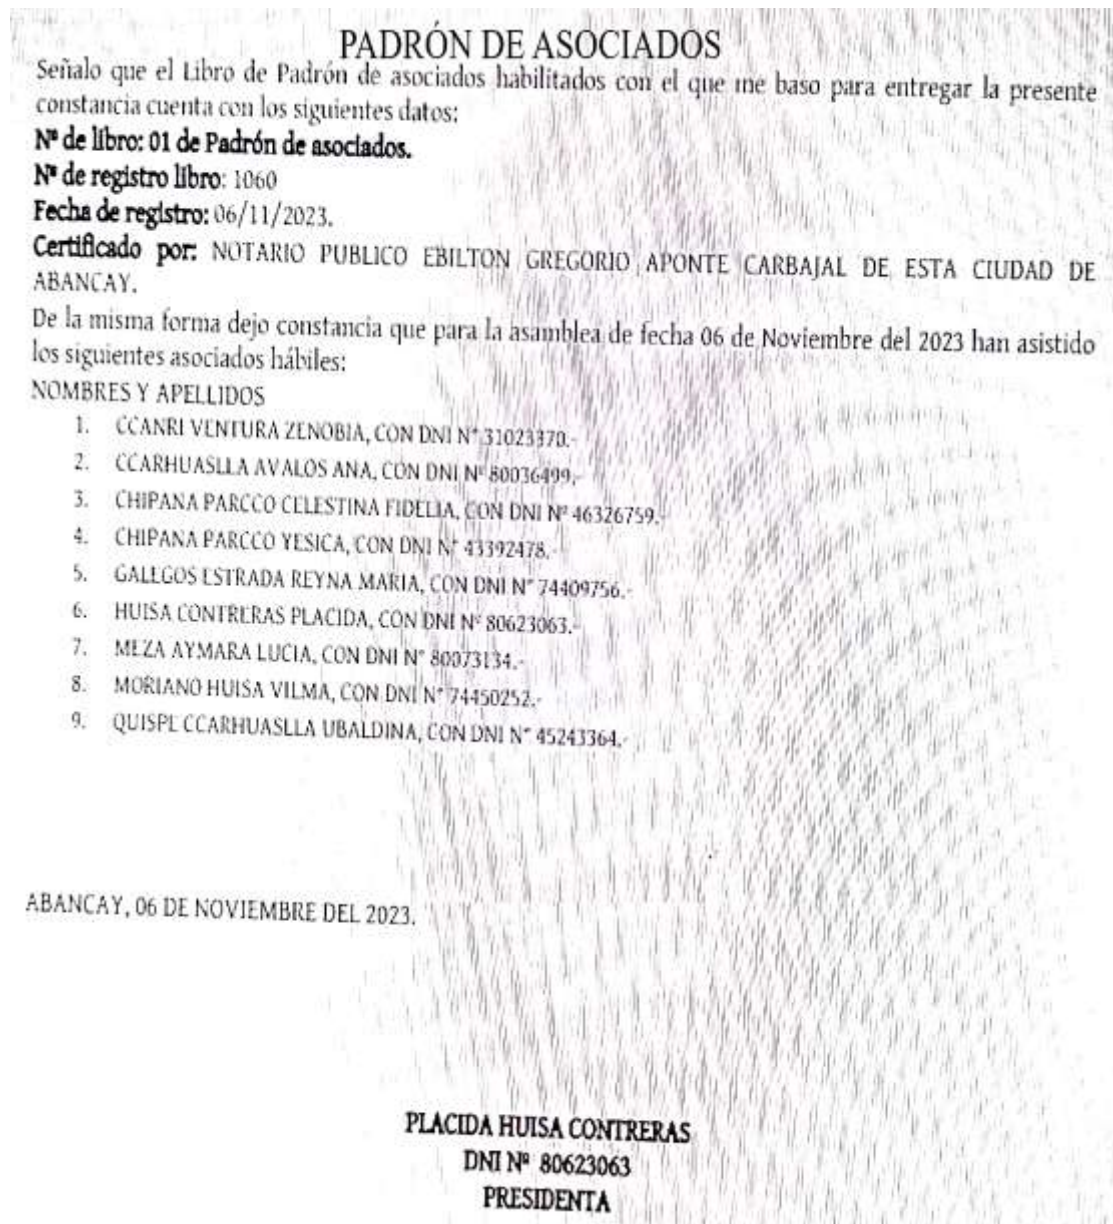 PADRÓN DE ASOCIADOS
Señalo que el Libro de Padrón de asociados habilitados con el que me baso para entregar la presente
constancia cuenta con los siguientes datos:
Nº de libro: 01 de Padrón de asociados.
Nº de registro libro: 1060
Fecha de registro: 06/11/2023.
Certificado por: NOTARIO PUBLICO EBILTON GREGORIO APONTE CARBAJAL DE ESTA CIUDAD DE
ABANCAY.
De la misma forma dejo constancia que para la asamblea de fecha 06 de Noviembre del 2023 han asistido
los siguientes asociados hábiles:
NOMBRES Y APELLIDOS
1. CCANRI VENTURA ZENOBIA, CON DNI N° 31023370.-
2. CCARHUASLLA AVALOS ANA, CON DNI Nº 80036499.-
3. CHIPANA PARCCO CELESTINA FIDELIA, CON DNI Nº 46326759.-
4. CHIPANA PARCCO YESICA, CON DNI N° 43392478.-
5. GALLGOS ESTRADA REYNA MARIA, CON DNI N° 74409756.-
6. HUISA CONTRERAS PLACIDA, CON DNI Nº 80623063.-
7. MEZA AYMARA LUCIA, CON DNI N° 80073134.-
8. MORIANO HUISA VILMA, CON DNI N° 74450252.-
9. QUISPE CCARHUASLLA UBALDINA, CON DNI N° 45243364.-
ABANCAY, 06 DE NOVIEMBRE DEL 2023.
PLACIDA HUISA CONTRERAS
DNI Nº 80623063
PRESIDENTA